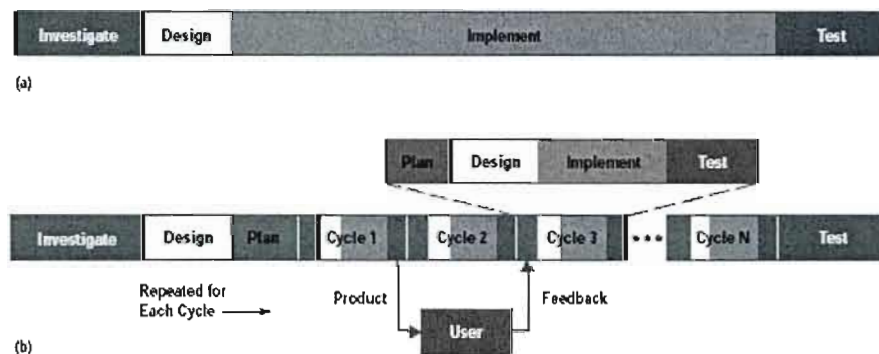 Investigate Design Implement Test
(a)
Plan Design Implement Test
Investigate Design Plan Cycle 1 Cycle 2 Cycle 3 ••• Cycle N Test
Repeated for
Each Cycle
Product
Feedback
User
(b)